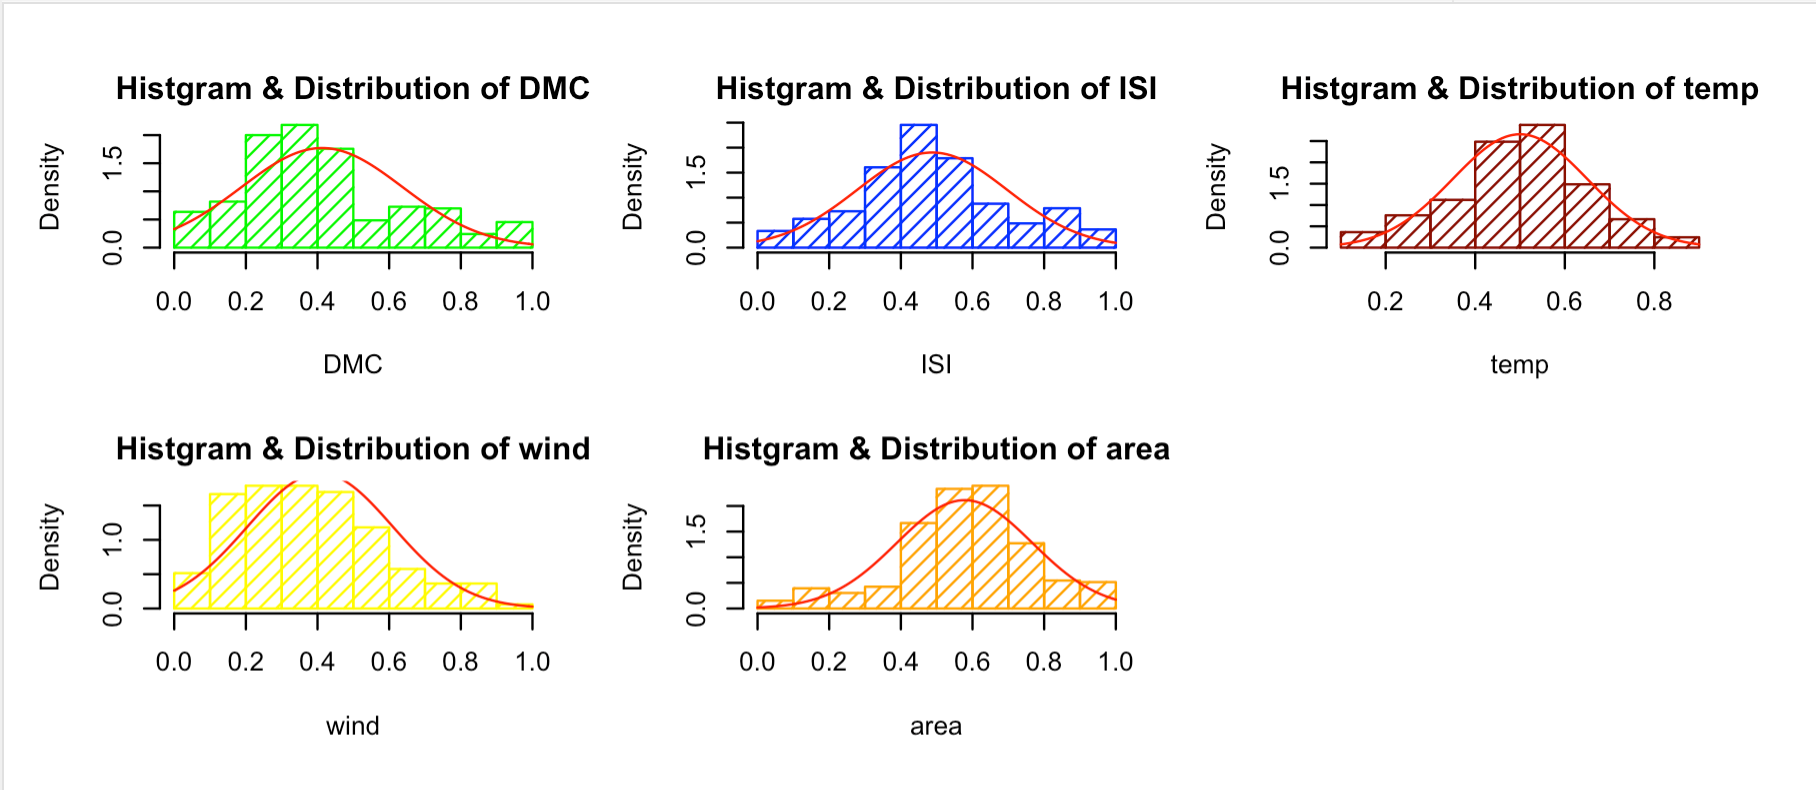 Histgram & Distribution of DMC
Density
0.0 1.5
0.0 0.2 0.4 0.6 0.8 1.0
DMC
Histgram & Distribution of ISI
Density
0.0 1.5
0.0 0.2 0.4 0.6 0.8 1.0
ISI
Histgram & Distribution of temp
Density
0.0 1.5
0.2 0.4 0.6 0.8
temp
Histgram & Distribution of wind
Density
0.0 1.0
0.0 0.2 0.4 0.6 0.8 1.0
wind
Histgram & Distribution of area
Density
0.0 1.5
0.0 0.2 0.4 0.6 0.8 1.0
area